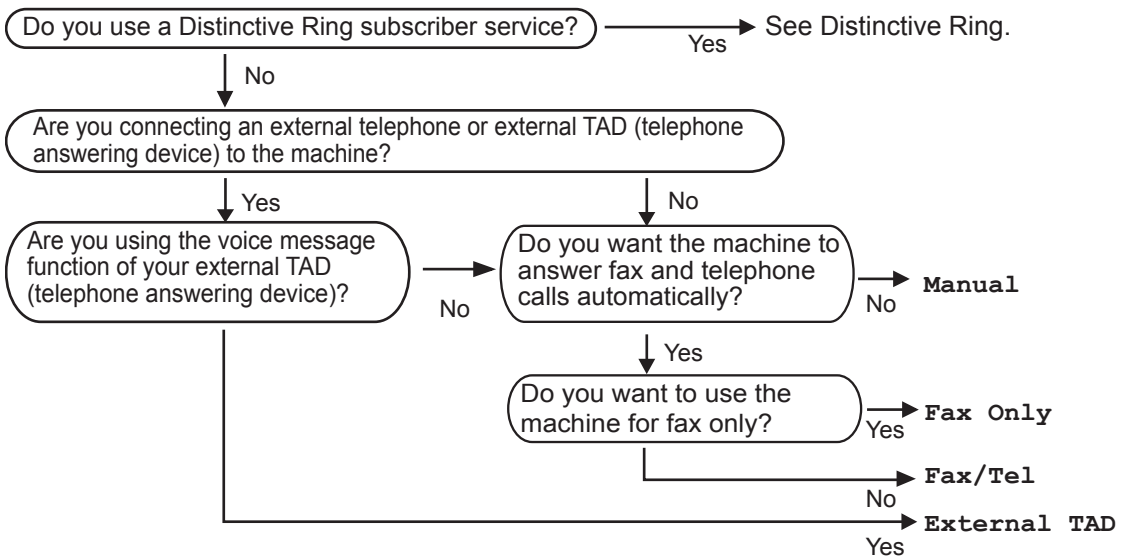 Do you use a Distinctive Ring subscriber service?
Yes
See Distinctive Ring.
No
Are you connecting an external telephone or external TAD (telephone
answering device) to the machine?
Yes
No
Are you using the voice message
function of your external TAD
(telephone answering device)?
No
Do you want the machine to
answer fax and telephone
calls automatically?
No
Manual
Yes
Do you want to use the
machine for fax only?
Yes
Fax Only
No
Fax/Tel
Yes
External TAD